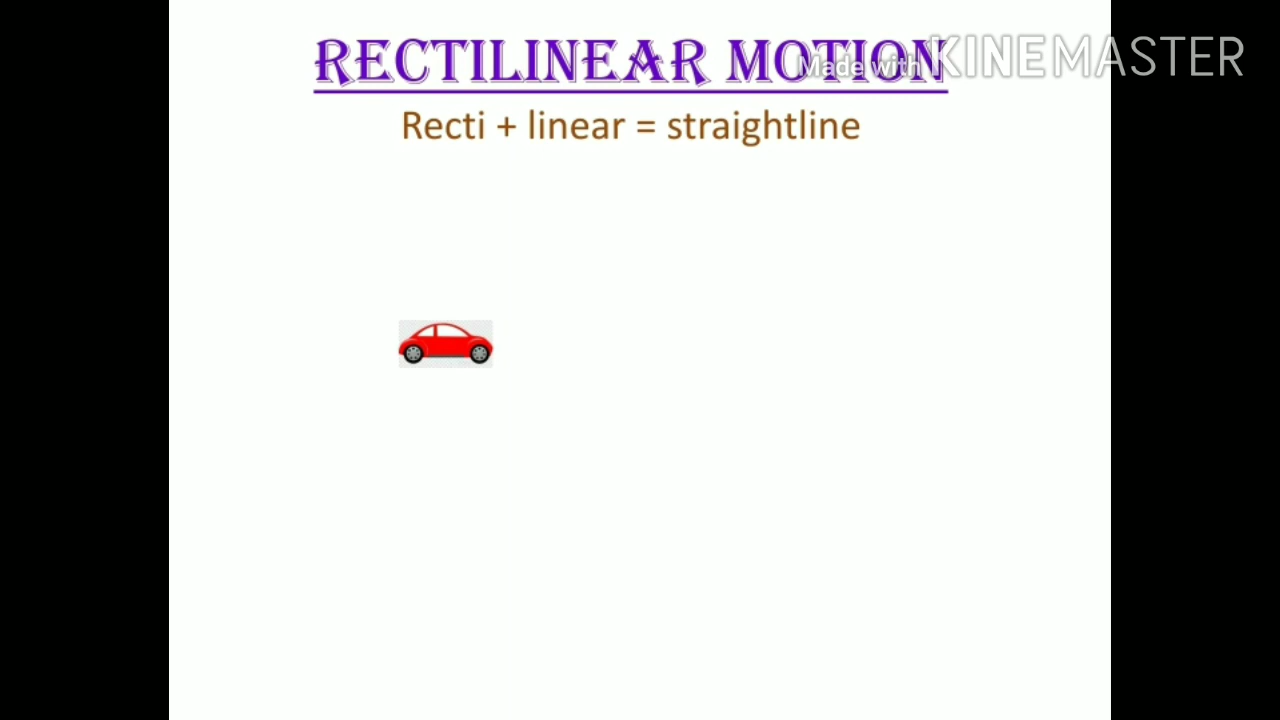 RECTILINEAR MOTION
Made with KINEMASTER
Recti + linear = straightline